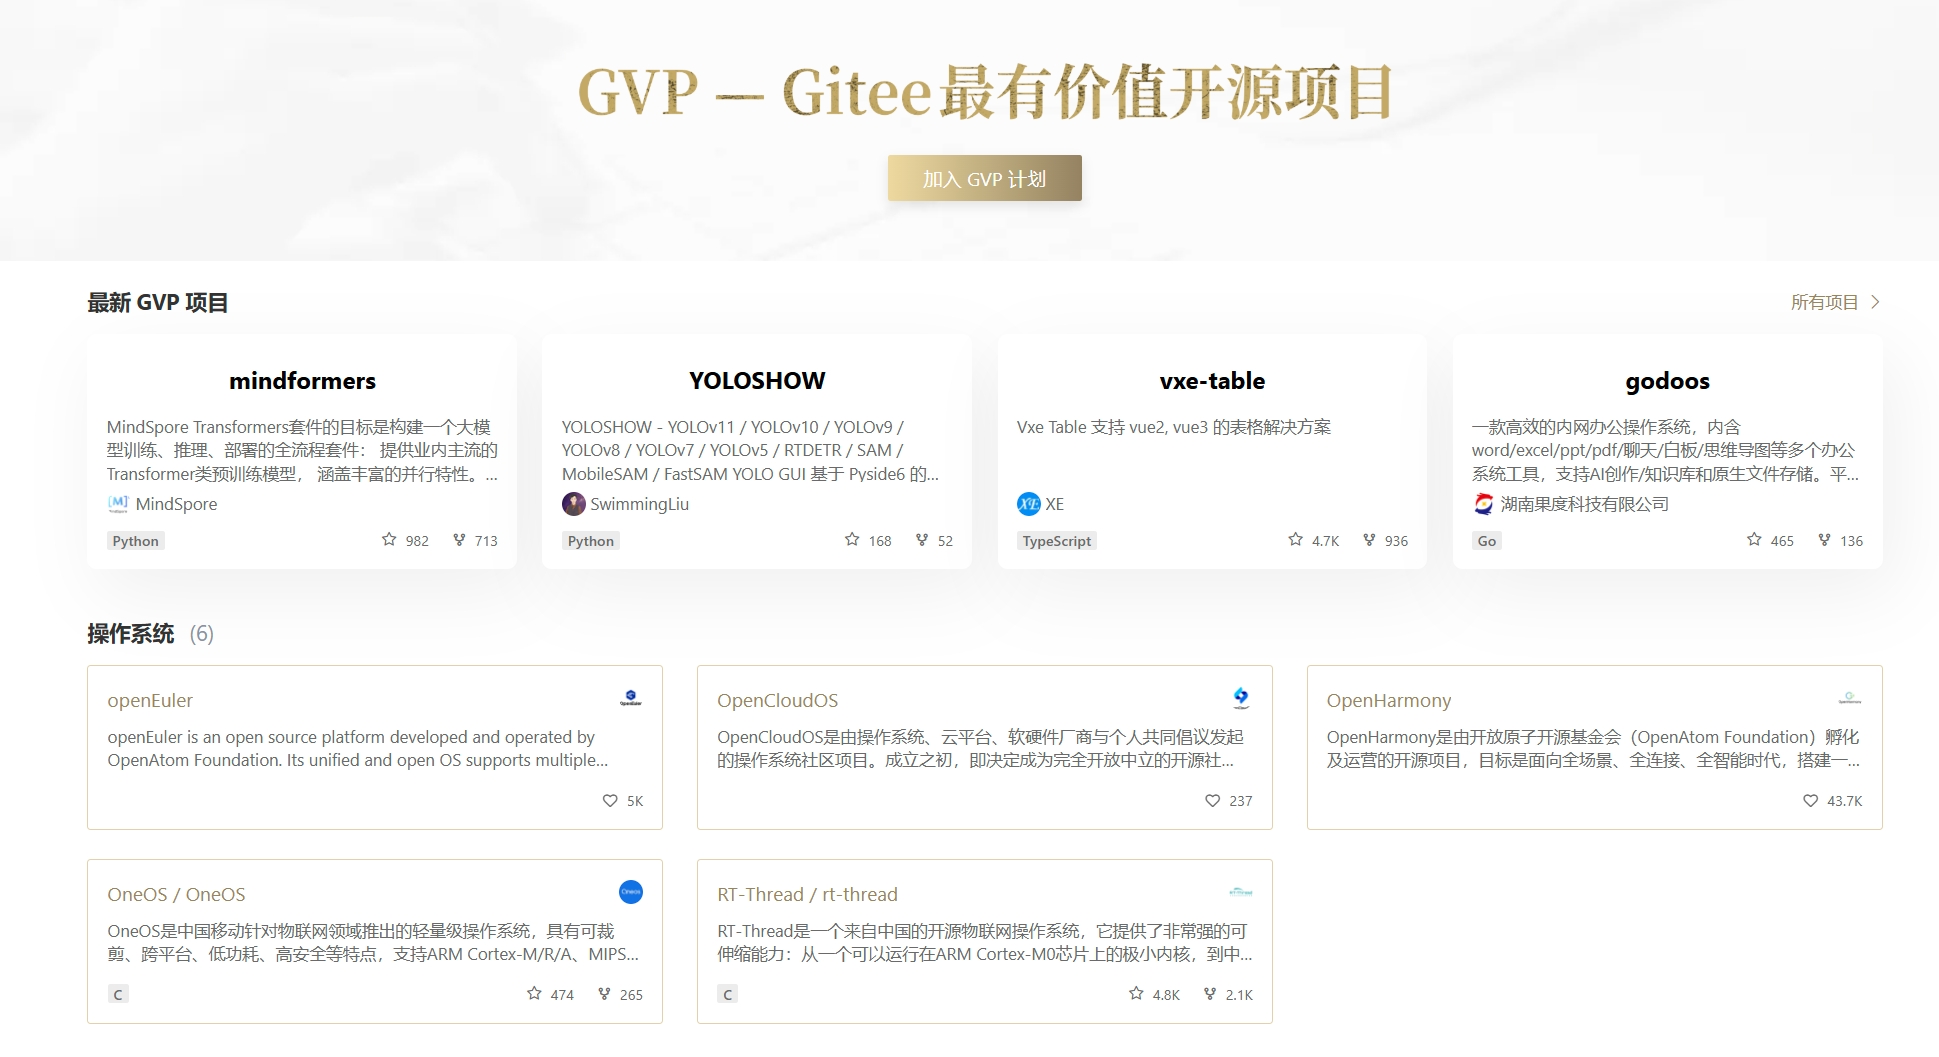 GVP — Gitee最有价值开源项目
加入 GVP 计划
最新 GVP 项目
所有项目
mindformers
MindSpore Transformers套件的目标是构建一个大模
型训练、推理、部署的全流程套件： 提供业内主流的
Transformer类预训练模型， 涵盖丰富的并行特性。...
MindSpore
Python
982
713
YOLOSHOW
YOLOSHOW - YOLOv11 / YOLOv10 / YOLOv9 /
YOLOv8 / YOLOv7 / YOLOv5 / RTDETR / SAM /
MobileSAM / FastSAM YOLO GUI 基于 Pyside6 的...
SwimmingLiu
Python
168
52
vxe-table
Vxe Table 支持 vue2, vue3 的表格解决方案
XE
XE
TypeScript
4.7K
936
godoos
一款高效的内网办公操作系统，内含
word/excel/ppt/pdf/聊天/白板/思维导图等多个办公
系统工具，支持AI创作/知识库和原生文件存储。平...
湖南果度科技有限公司
Go
465
136
操作系统 (6)
openEuler
openEuler is an open source platform developed and operated by
OpenAtom Foundation. Its unified and open OS supports multiple...
5K
OpenCloudOS
OpenCloudOS是由操作系统、云平台、软硬件厂商与个人共同倡议发起
的操作系统社区项目。成立之初，即决定成为完全开放中立的开源社...
237
OpenHarmony
OpenHarmony是由开放原子开源基金会（OpenAtom Foundation）孵化
及运营的开源项目，目标是面向全场景、全连接、全智能时代，搭建一...
43.7K
OneOS / OneOS
OneOS是中国移动针对物联网领域推出的轻量级操作系统，具有可裁
剪、跨平台、低功耗、高安全等特点，支持ARM Cortex-M/R/A、MIPS...
C
474
265
RT-Thread / rt-thread
RT-Thread是一个来自中国的开源物联网操作系统，它提供了非常强的可
伸缩能力：从一个可以运行在ARM Cortex-M0芯片上的极小内核，到中...
C
4.8K
2.1K